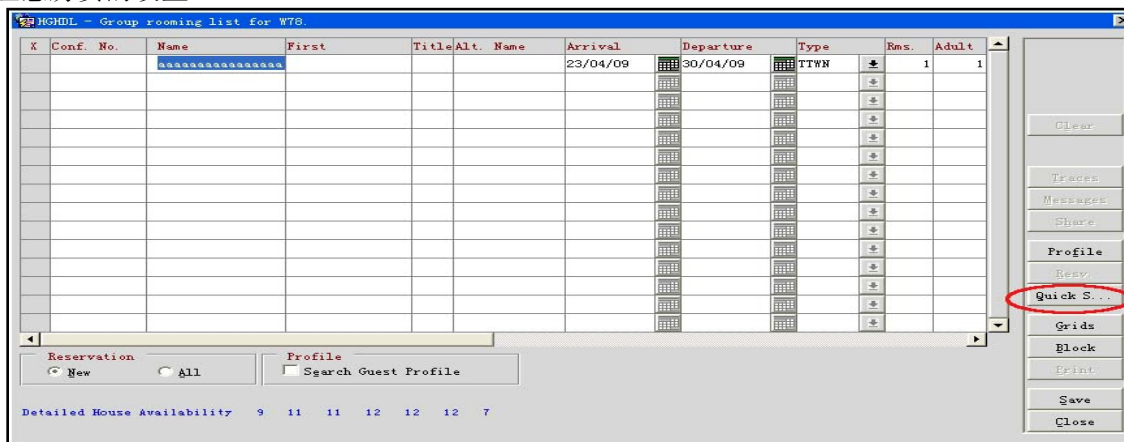 HGHDL - Group rooming list for W78.
X Conf. No. Name First Title Alt. Name Arrival Departure Type Rms. Adult
aaaaaaaaaaaaaaaa 23/04/09 30/04/09 TTWN 1 1
Clear
Traces
Messages
Share
Profile
Resv.
Quick S...
Grids
Block
Print
Save
Close
Reservation Profile
New All Search Guest Profile
Detailed House Availability 9 11 11 12 12 12 7